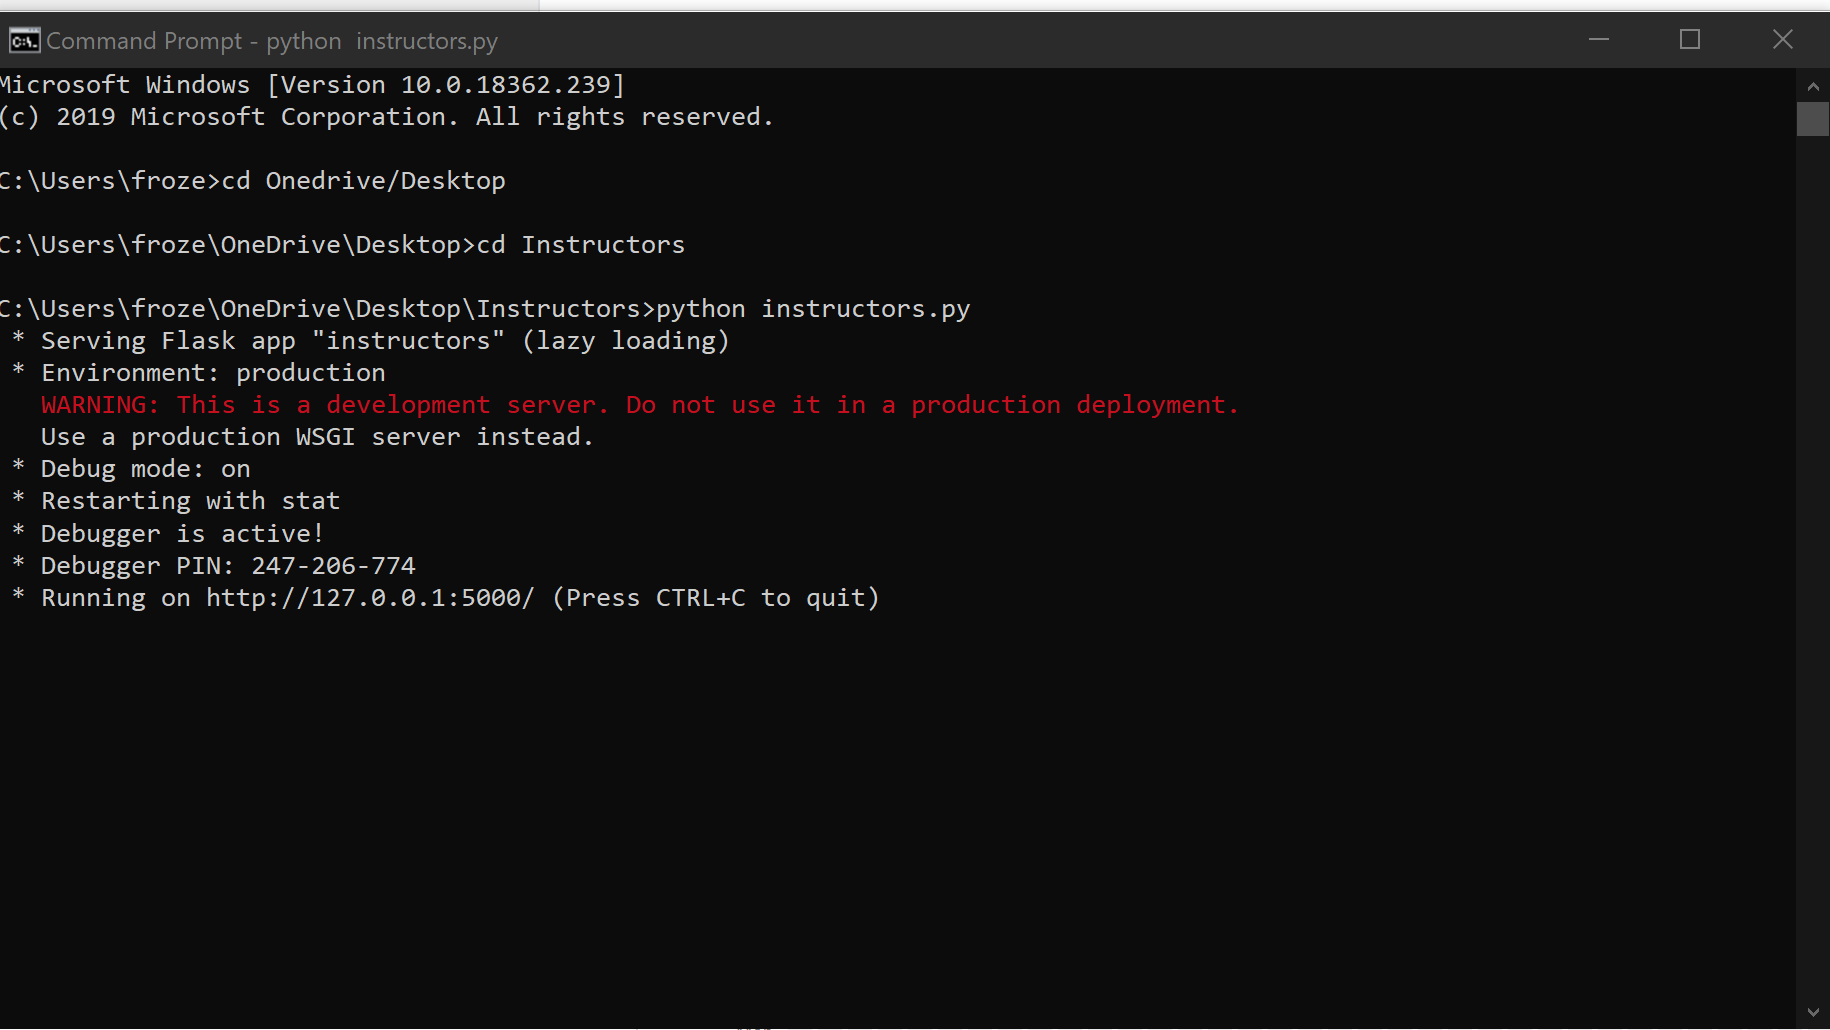 Command Prompt - python  instructors.py
Microsoft Windows [Version 10.0.18362.239]
(c) 2019 Microsoft Corporation. All rights reserved.
C:\Users\froze>cd Onedrive/Desktop
C:\Users\froze\OneDrive\Desktop>cd Instructors
C:\Users\froze\OneDrive\Desktop\Instructors>python instructors.py
* Serving Flask app "instructors" (lazy loading)
* Environment: production
WARNING: This is a development server. Do not use it in a production deployment.
Use a production WSGI server instead.
* Debug mode: on
* Restarting with stat
* Debugger is active!
* Debugger PIN: 247-206-774
* Running on http://127.0.0.1:5000/ (Press CTRL+C to quit)